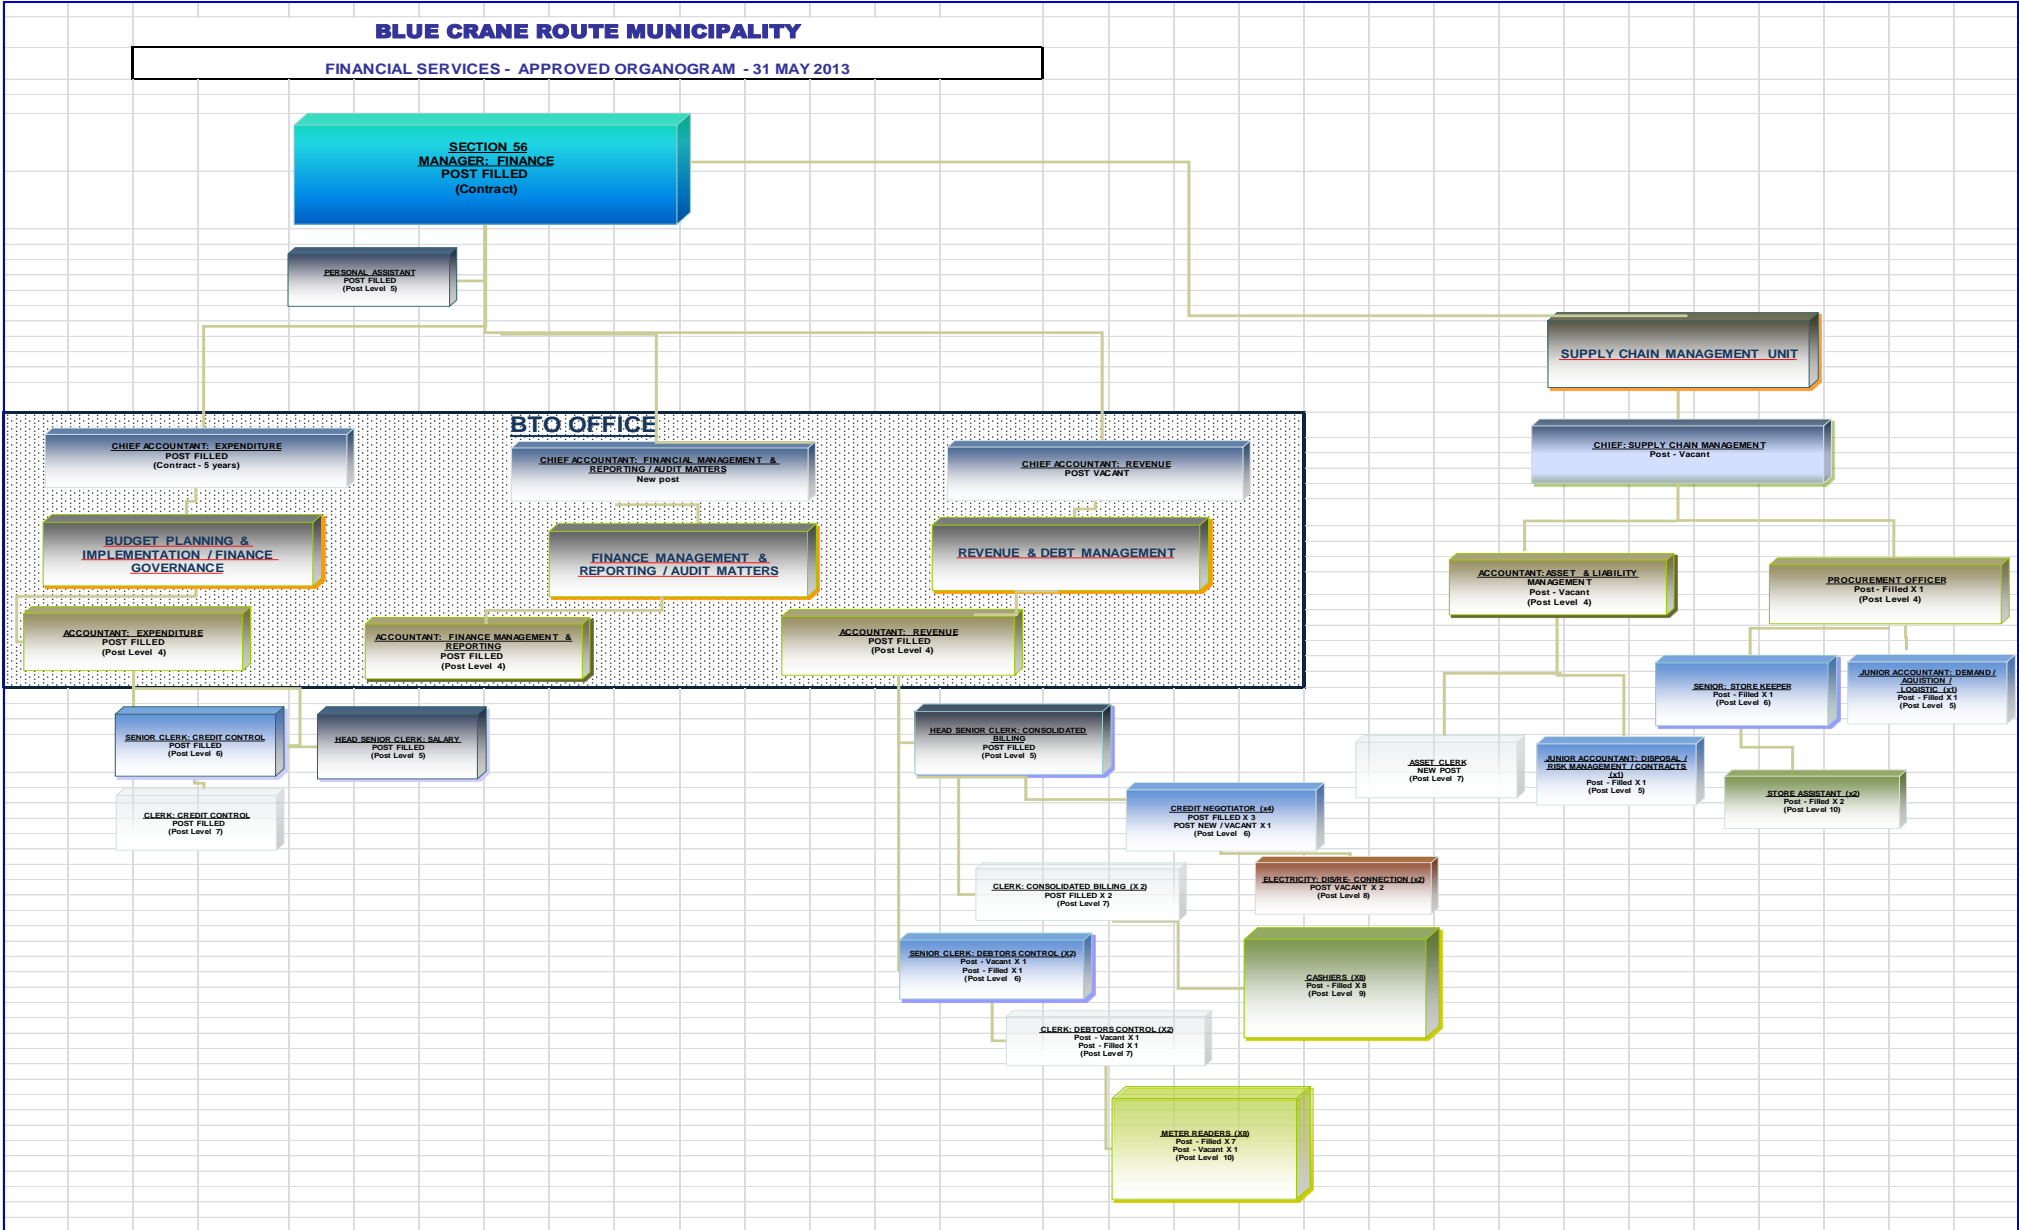 BLUE CRANE ROUTE MUNICIPALITY
FINANCIAL SERVICES - APPROVED ORGANOGRAM - 31 MAY 2013
SECTION 56
MANAGER: FINANCE
POST FILLED
(Contract)
PERSONAL ASSISTANT
POST FILLED
(Post Level 5)
SUPPLY CHAIN MANAGEMENT UNIT
BTO OFFICE
CHIEF ACCOUNTANT: EXPENDITURE
POST FILLED
(Contract - 5 years)
CHIEF ACCOUNTANT: FINANCIAL MANAGEMENT &
REPORTING / AUDIT MATTERS
New post
CHIEF ACCOUNTANT: REVENUE
POST VACANT
CHIEF: SUPPLY CHAIN MANAGEMENT
Post - Vacant
BUDGET PLANNING &
IMPLEMENTATION / FINANCE
GOVERNANCE
FINANCE MANAGEMENT &
REPORTING / AUDIT MATTERS
REVENUE & DEBT MANAGEMENT
ACCOUNTANT: ASSET & LIABILITY
MANAGEMENT
Post - Vacant
(Post Level 4)
PROCUREMENT OFFICER
Post - Filled X 1
(Post Level 4)
ACCOUNTANT: EXPENDITURE
POST FILLED
(Post Level 4)
ACCOUNTANT: FINANCE MANAGEMENT &
REPORTING
POST FILLED
(Post Level 4)
ACCOUNTANT: REVENUE
POST FILLED
(Post Level 4)
SENIOR: STORE KEEPER
Post - Filled X 1
(Post Level 6)
JUNIOR ACCOUNTANT: DEMAND /
AQUISTION /
LOGISTIC (x1)
Post - Filled X 1
(Post Level 5)
SENIOR CLERK: CREDIT CONTROL
POST FILLED
(Post Level 6)
HEAD SENIOR CLERK: SALARY
POST FILLED
(Post Level 5)
HEAD SENIOR CLERK: CONSOLIDATED
BILLING
POST FILLED
(Post Level 5)
ASSET CLERK
NEW POST
(Post Level 7)
JUNIOR ACCOUNTANT: DISPOSAL /
RISK MANAGEMENT / CONTRACTS
(x1)
Post - Filled X 1
(Post Level 5)
STORE ASSISTANT (x2)
Post - Filled X 2
(Post Level 10)
CLERK: CREDIT CONTROL
POST FILLED
(Post Level 7)
CREDIT NEGOTIATOR (x4)
POST FILLED X 3
POST NEW / VACANT X 1
(Post Level 6)
CLERK: CONSOLIDATED BILLING (X 2)
POST FILLED X 2
(Post Level 7)
ELECTRICITY: DIS/RE- CONNECTION (x2)
POST VACANT X 2
(Post Level 8)
SENIOR CLERK: DEBTORS CONTROL (X2)
Post - Vacant X 1
Post - Filled X 1
(Post Level 6)
CASHIERS (X8)
Post - Filled X 8
(Post Level 9)
CLERK: DEBTORS CONTROL (X2)
Post - Vacant X 1
Post - Filled X 1
(Post Level 7)
METER READERS (X8)
Post - Filled X 7
Post - Vacant X 1
(Post Level 10)